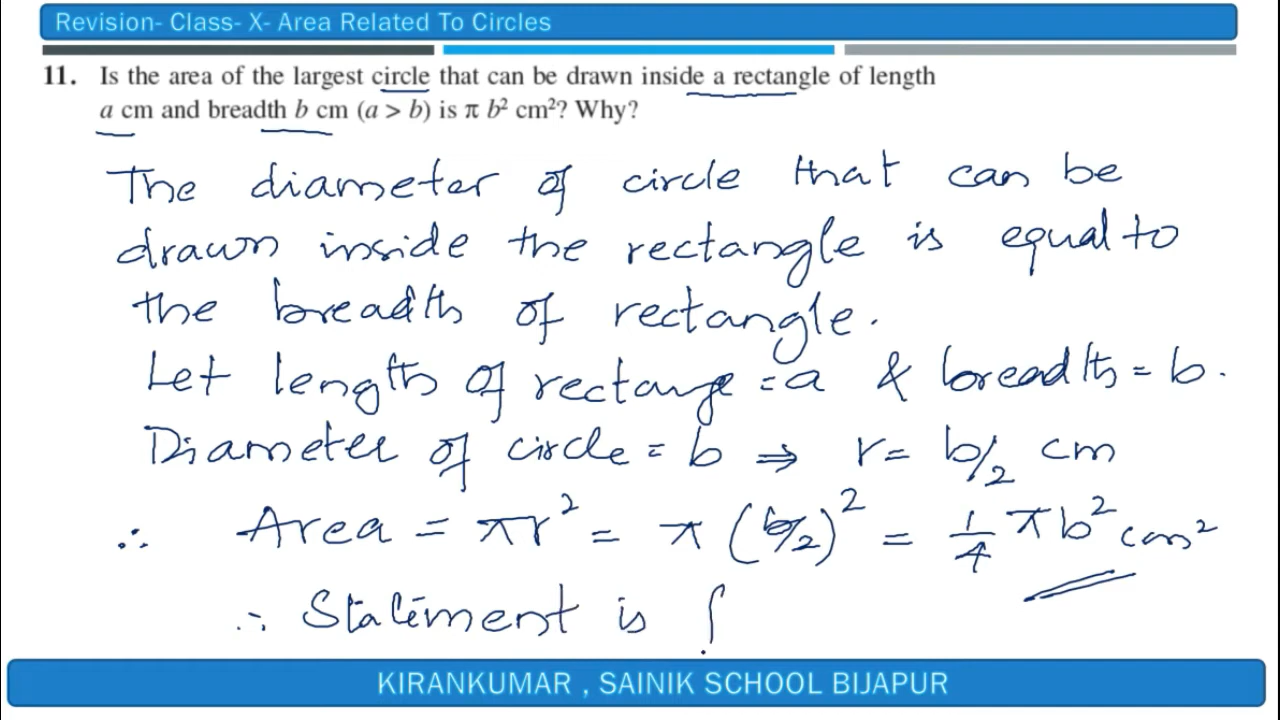 Revision- Class- X- Area Related To Circles
11. Is the area of the largest circle that can be drawn inside a rectangle of length
a cm and breadth b cm (a > b) is π b² cm²? Why?
The diameter of circle that can be
drawn inside the rectangle is equal to
the breadth of rectangle.
Let length of rectange = a & breadth = b.
Diameter of circle = b ⇒ r = b/2 cm
∴ Area = πr² = π (b/2)² = 1/4 πb² cm²
∴ Statement is f
KIRANKUMAR , SAINIK SCHOOL BIJAPUR